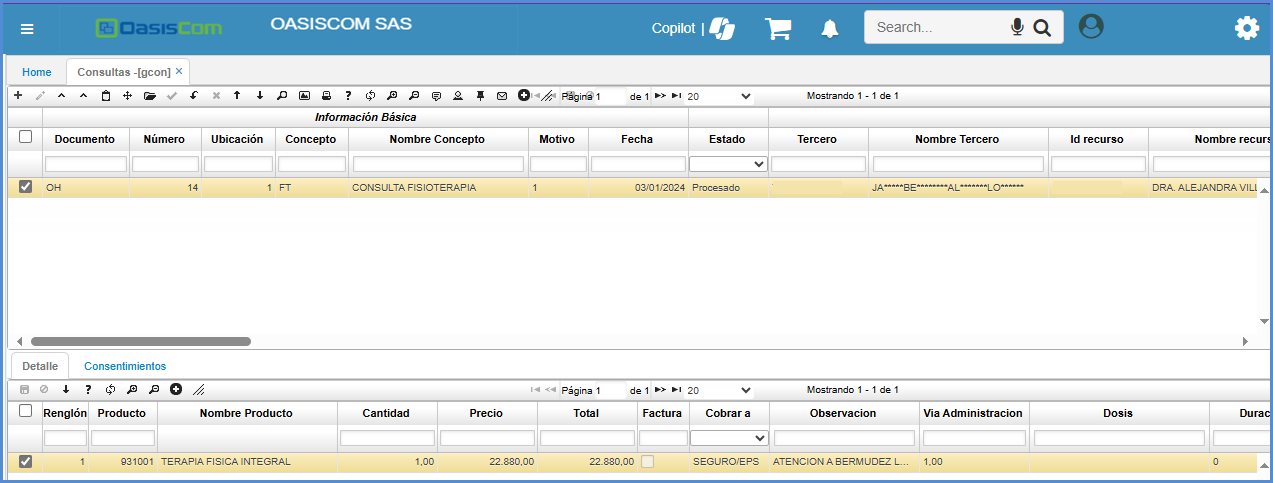 OasisCom OASISCOM SAS Copilot | Search...
Home Consultas -[gcon] ×
Página 1 de 1 20 Mostrando 1 - 1 de 1
Información Básica
Documento Número Ubicación Concepto Nombre Concepto Motivo Fecha Estado Tercero Nombre Tercero Id recurso Nombre recurs
OH 14 1 FT CONSULTA FISIOTERAPIA 1 03/01/2024 Procesado JA*****BE********AL*******LO****** DRA. ALEJANDRA VILL
Detalle Consentimientos
Página 1 de 1 20 Mostrando 1 - 1 de 1
Renglón Producto Nombre Producto Cantidad Precio Total Factura Cobrar a Observacion Via Administracion Dosis Durac
1 931001 TERAPIA FISICA INTEGRAL 1,00 22.880,00 22.880,00 SEGURO/EPS ATENCION A BERMUDEZ L... 1,00 0